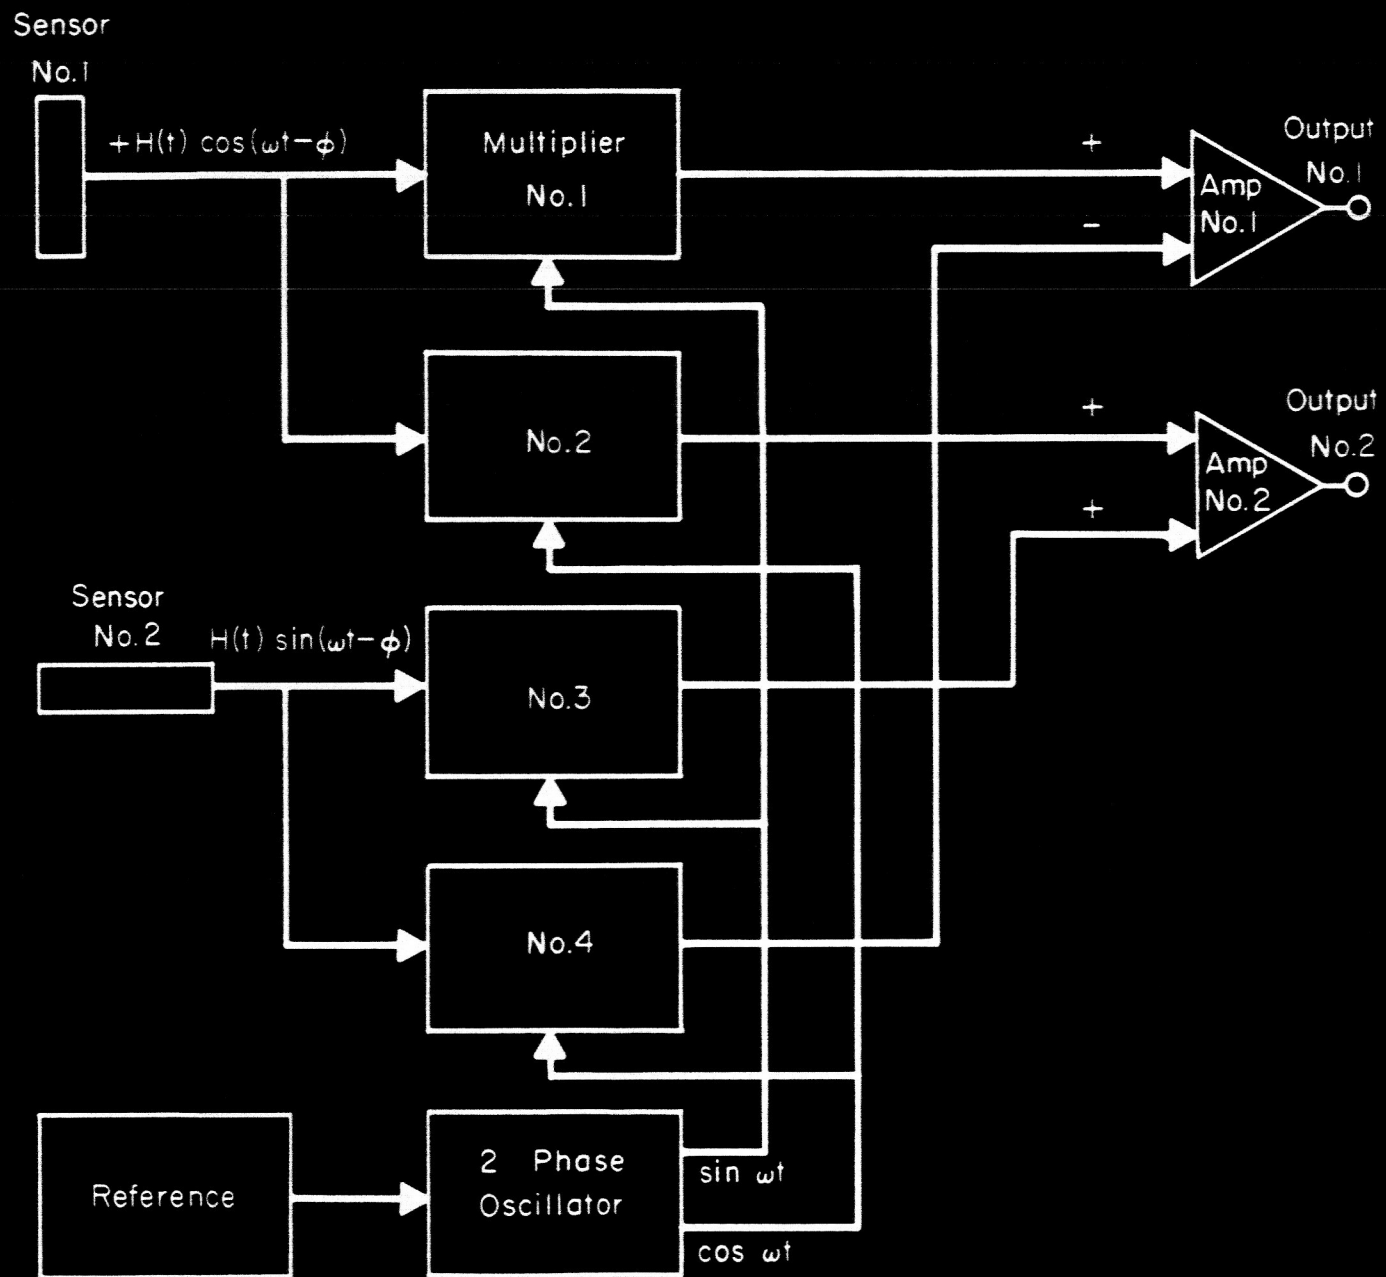 Sensor
No.1
+H(t) cos(ωt-ϕ)
Multiplier
No.1
+
-
Amp
No.1
Output
No.1
No.2
+
+
Amp
No.2
Output
No.2
Sensor
No.2
H(t) sin(ωt-ϕ)
No.3
No.4
Reference
2 Phase
Oscillator
sin ωt
cos ωt